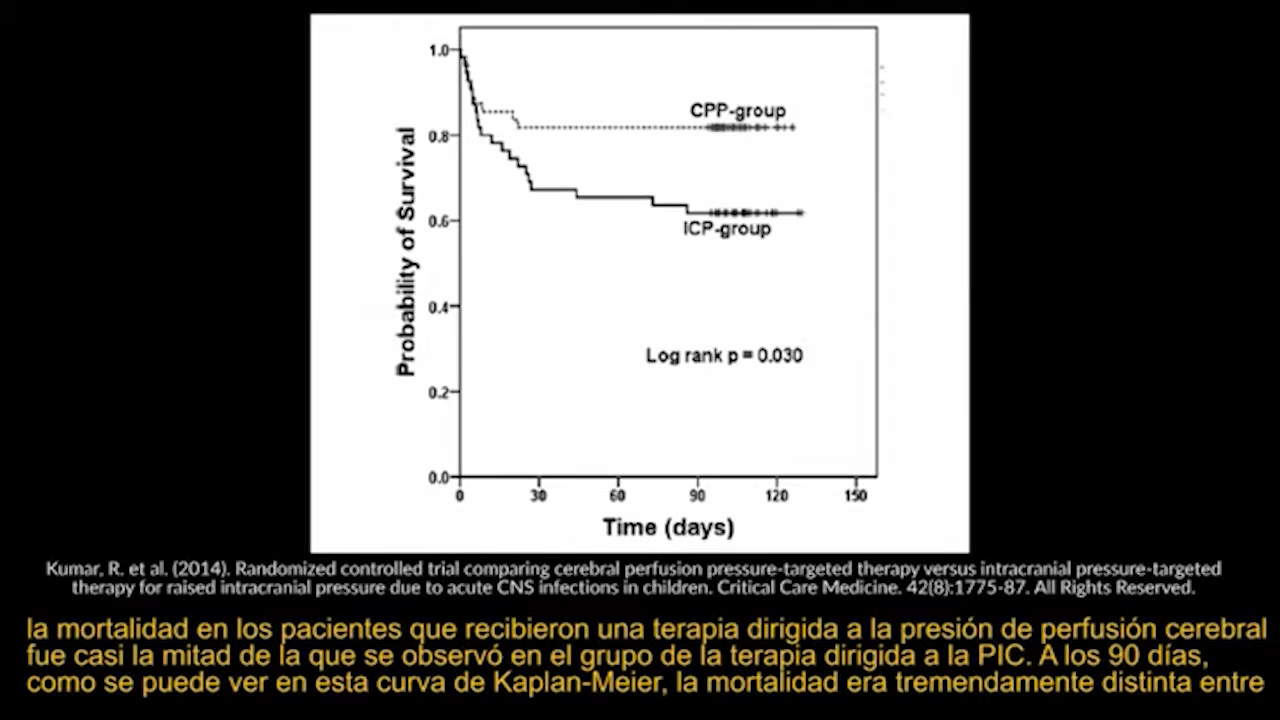 1.0
CPP-group
0.8
0.6
ICP-group
0.4
Log rank p = 0.030
0.2
0.0
Probability of Survival
0 30 60 90 120 150
Time (days)
Kumar, R. et al. (2014). Randomized controlled trial comparing cerebral perfusion pressure-targeted therapy versus intracranial pressure-targeted
therapy for raised intracranial pressure due to acute CNS infections in children. Critical Care Medicine. 42(8):1775-87. All Rights Reserved.
la mortalidad en los pacientes que recibieron una terapia dirigida a la presión de perfusión cerebral
fue casi la mitad de la que se observó en el grupo de la terapia dirigida a la PIC. A los 90 días,
como se puede ver en esta curva de Kaplan-Meier, la mortalidad era tremendamente distinta entre